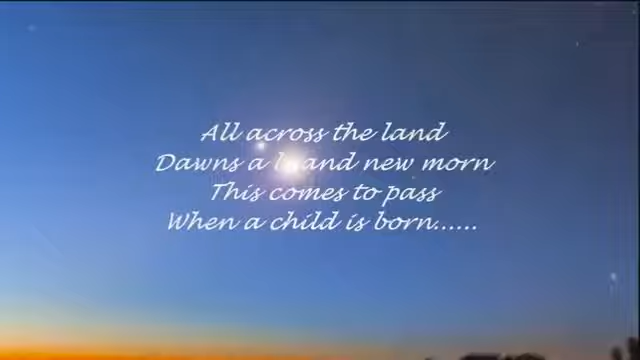 All across the land
Dawns a brand new morn
This comes to pass
When a child is born......